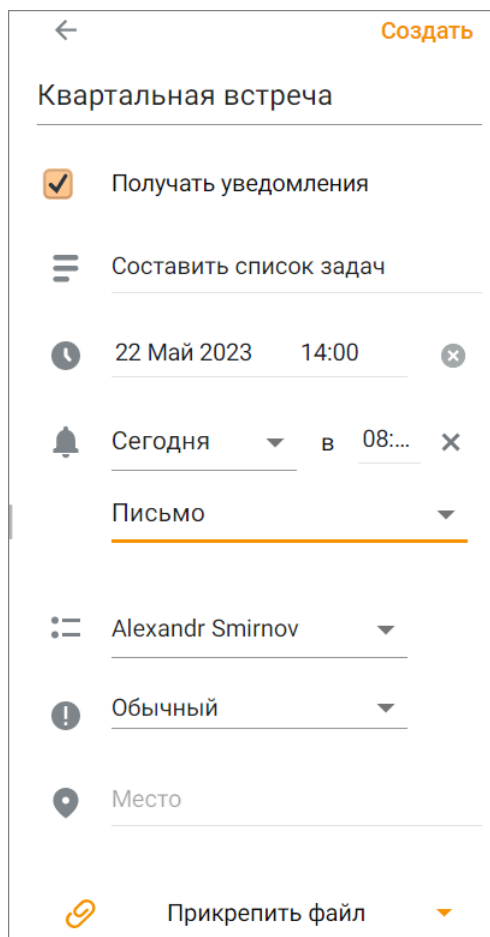 Создать
Квартальная встреча
Получать уведомления
Составить список задач
22 Май 2023 14:00
Сегодня в 08:...
Письмо
Alexandr Smirnov
Обычный
Место
Прикрепить файл